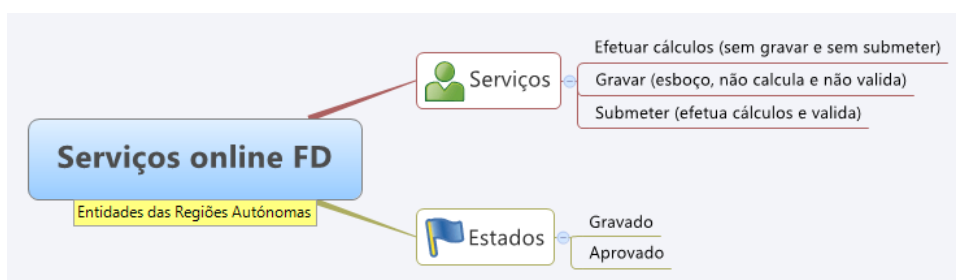 Serviços online FD
Entidades das Regiões Autónomas
Serviços
Efetuar cálculos (sem gravar e sem submeter)
Gravar (esboço, não calcula e não valida)
Submeter (efetua cálculos e valida)
Estados
Gravado
Aprovado